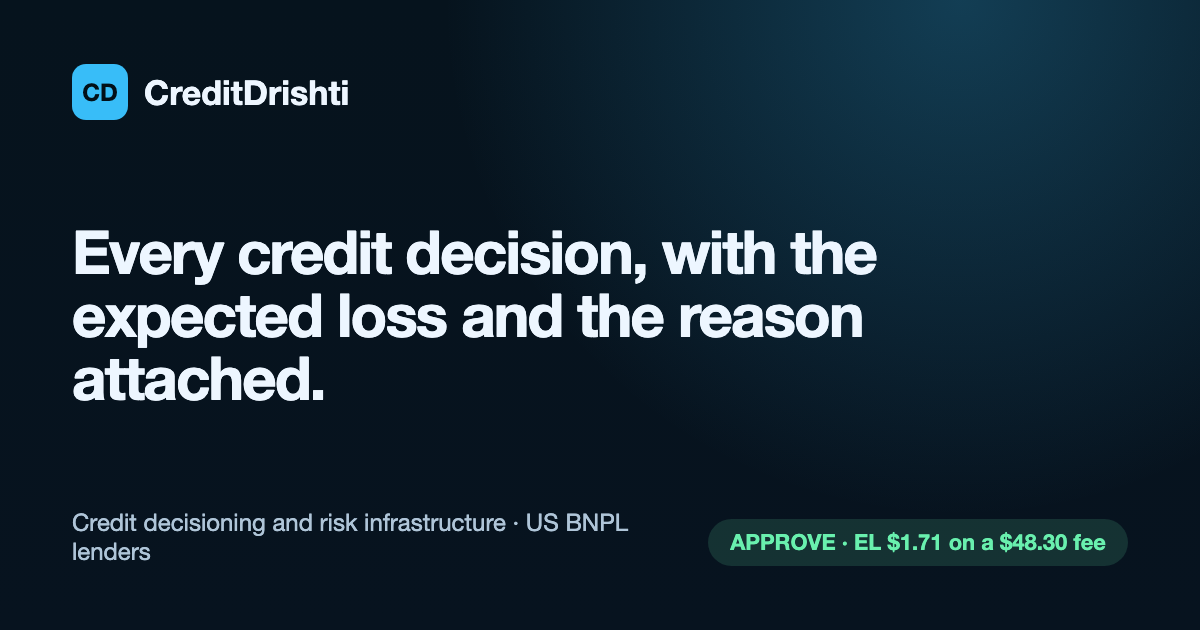 CD
CreditDrishti
Every credit decision, with the
expected loss and the reason
attached.
Credit decisioning and risk infrastructure · US BNPL
lenders
APPROVE · EL $1.71 on a $48.30 fee